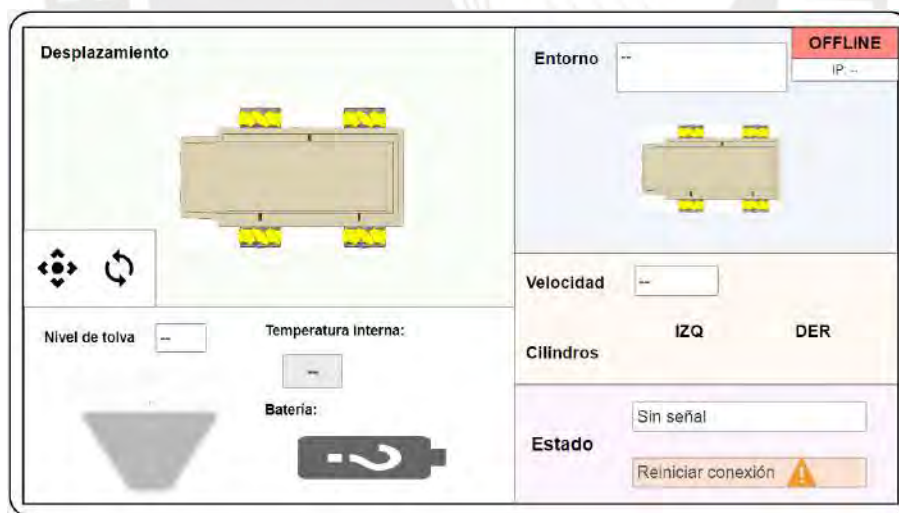 Desplazamiento
Entorno
--
OFFLINE
IP: --
Velocidad
--
Nivel de tolva
--
Temperatura interna:
--
IZQ
DER
Cilindros
Batería:
Sin señal
Estado
Reiniciar conexión